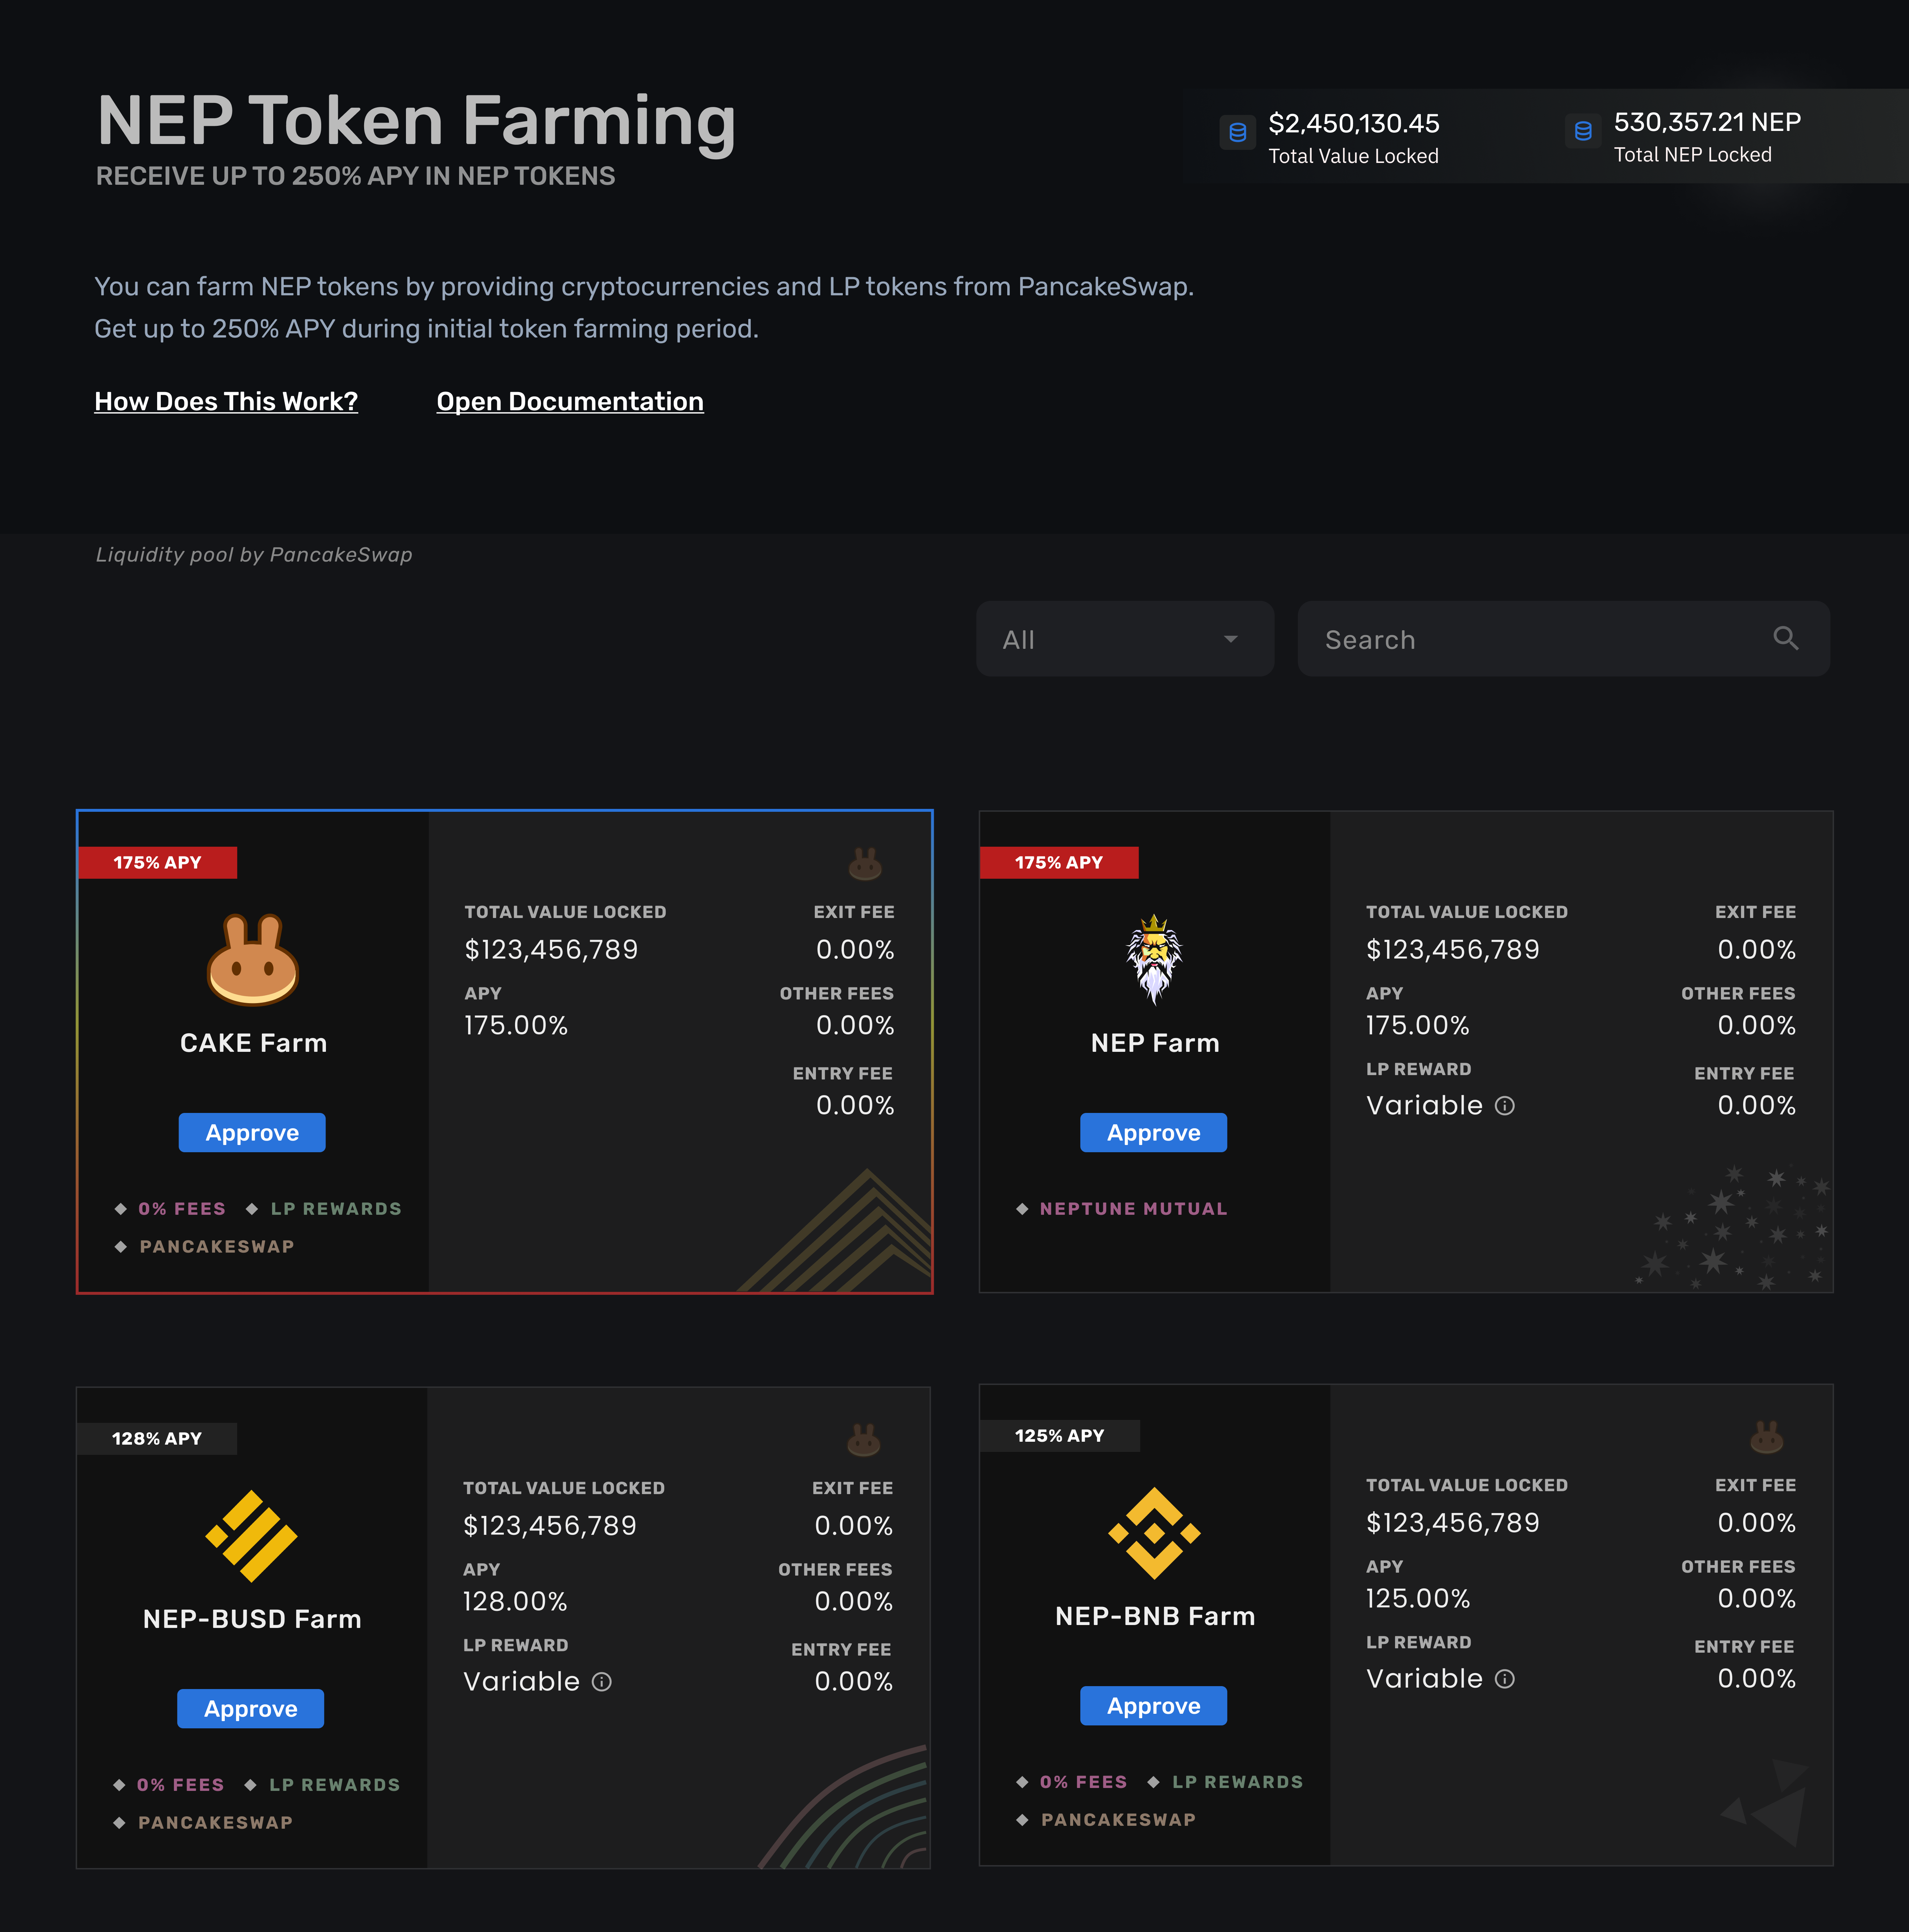 NEP Token Farming
RECEIVE UP TO 250% APY IN NEP TOKENS
$2,450,130.45
Total Value Locked
530,357.21 NEP
Total NEP Locked
You can farm NEP tokens by providing cryptocurrencies and LP tokens from PancakeSwap.
Get up to 250% APY during initial token farming period.
How Does This Work?
Open Documentation
Liquidity pool by PancakeSwap
All
Search
175% APY
CAKE Farm
Approve
0% FEES
LP REWARDS
PANCAKESWAP
TOTAL VALUE LOCKED
$123,456,789
APY
175.00%
EXIT FEE
0.00%
OTHER FEES
0.00%
ENTRY FEE
0.00%
175% APY
NEP Farm
Approve
NEPTUNE MUTUAL
TOTAL VALUE LOCKED
$123,456,789
APY
175.00%
LP REWARD
Variable
EXIT FEE
0.00%
OTHER FEES
0.00%
ENTRY FEE
0.00%
128% APY
NEP-BUSD Farm
Approve
0% FEES
LP REWARDS
PANCAKESWAP
TOTAL VALUE LOCKED
$123,456,789
APY
128.00%
LP REWARD
Variable
EXIT FEE
0.00%
OTHER FEES
0.00%
ENTRY FEE
0.00%
125% APY
NEP-BNB Farm
Approve
0% FEES
LP REWARDS
PANCAKESWAP
TOTAL VALUE LOCKED
$123,456,789
APY
125.00%
LP REWARD
Variable
EXIT FEE
0.00%
OTHER FEES
0.00%
ENTRY FEE
0.00%